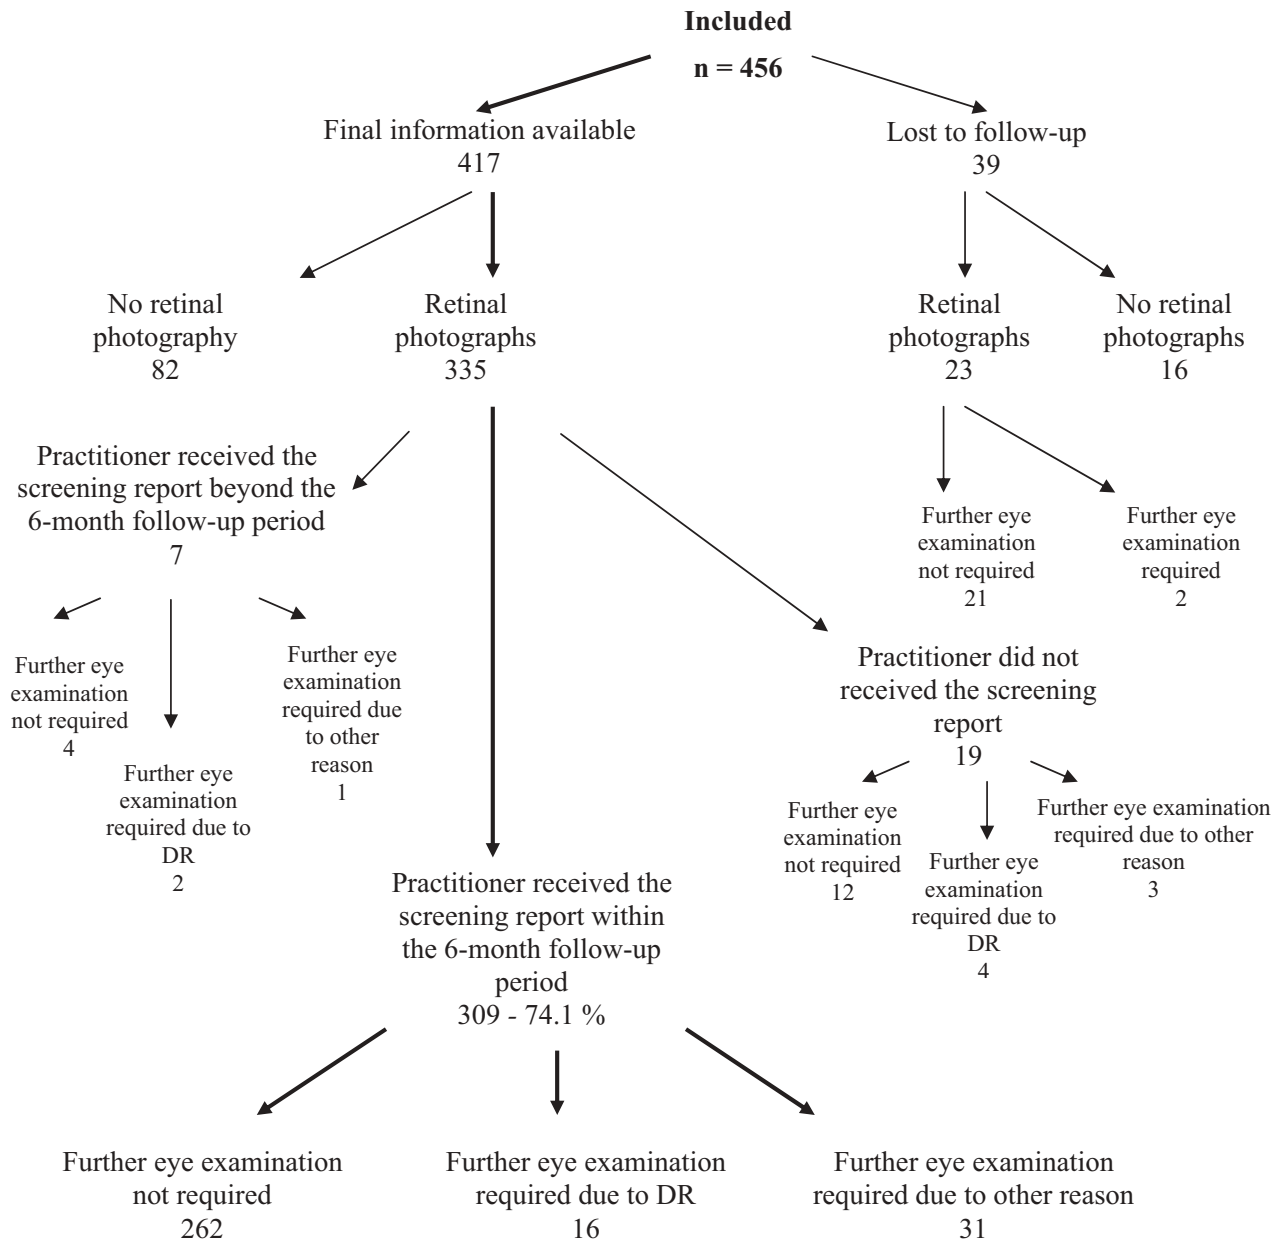 Included
n = 456
Final information available
417
Lost to follow-up
39
No retinal
photography
82
Retinal
photographs
335
Retinal
photographs
23
No retinal
photographs
16
Practitioner received the
screening report beyond the
6-month follow-up period
7
Further eye
examination
not required
21
Further eye
examination
required
2
Further eye
examination
not required
4
Further eye
examination
required due to
DR
2
Further eye
examination
required due
to other
reason
1
Practitioner did not
received the screening
report
19
Further eye
examination
not required
12
Further eye
examination
required due to
DR
4
Further eye examination
required due to other
reason
3
Practitioner received the
screening report within
the 6-month follow-up
period
309 - 74.1 %
Further eye examination
not required
262
Further eye examination
required due to DR
16
Further eye examination
required due to other reason
31